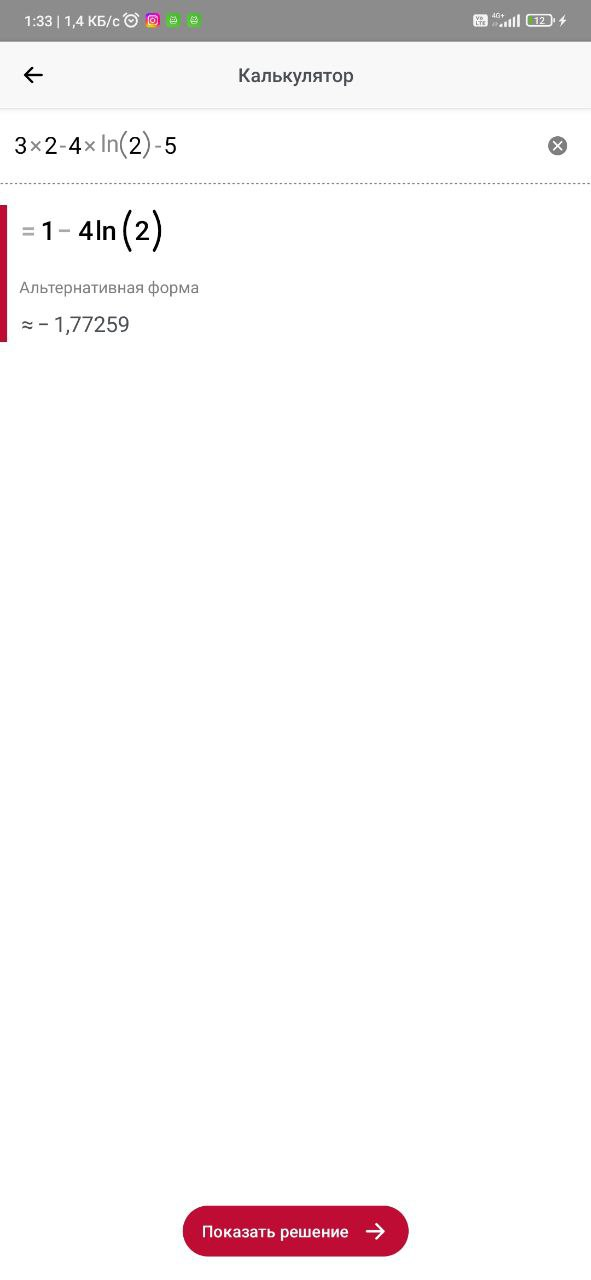 1:33 | 1,4 КБ/с 4G+ 12
Калькулятор
3×2-4× ln(2)-5
= 1 − 4ln(2)
Альтернативная форма
≈ − 1,77259
Показать решение